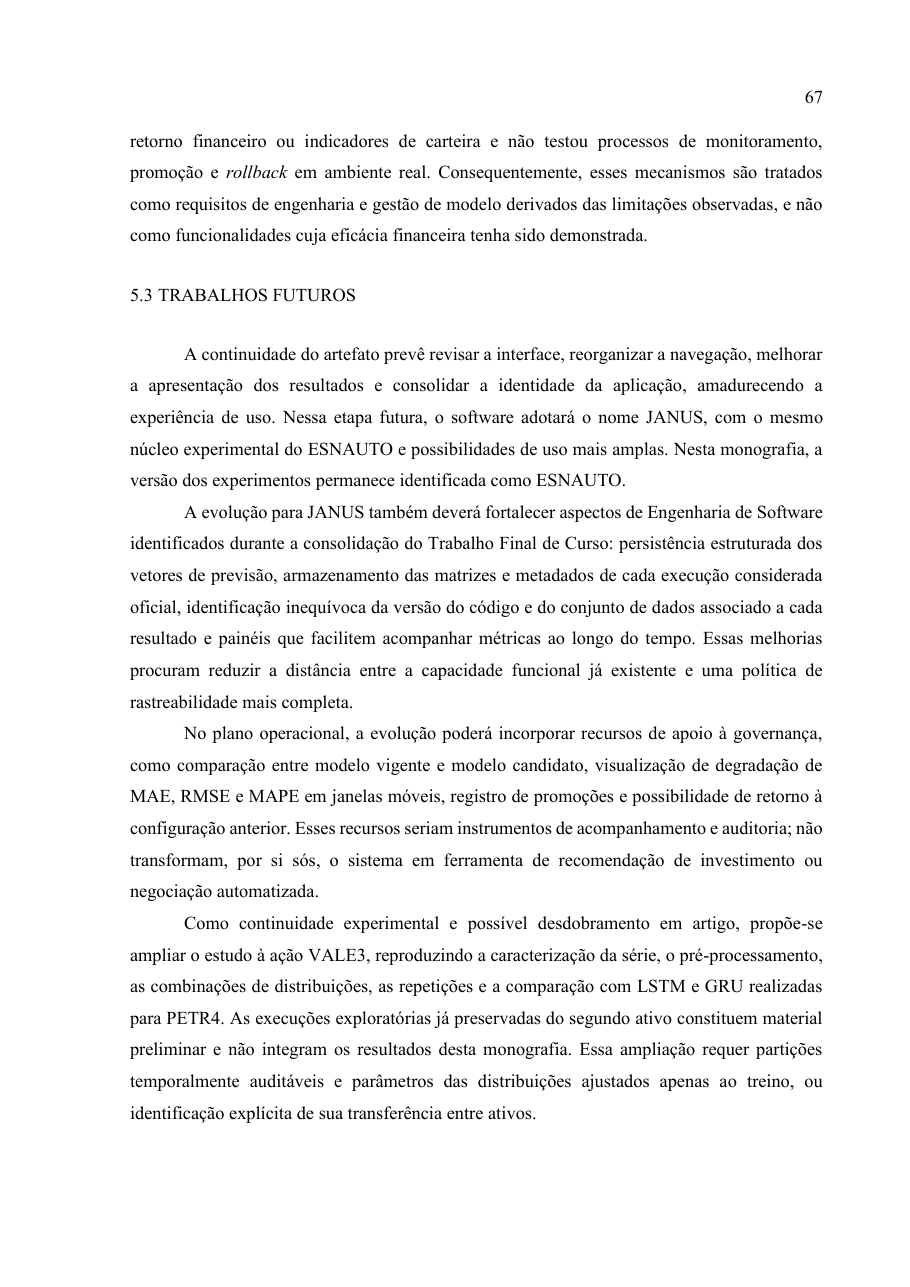 67
retorno financeiro ou indicadores de carteira e não testou processos de monitoramento,
promoção e rollback em ambiente real. Consequentemente, esses mecanismos são tratados
como requisitos de engenharia e gestão de modelo derivados das limitações observadas, e não
como funcionalidades cuja eficácia financeira tenha sido demonstrada.
5.3 TRABALHOS FUTUROS
A continuidade do artefato prevê revisar a interface, reorganizar a navegação, melhorar
a apresentação dos resultados e consolidar a identidade da aplicação, amadurecendo a
experiência de uso. Nessa etapa futura, o software adotará o nome JANUS, com o mesmo
núcleo experimental do ESNAUTO e possibilidades de uso mais amplas. Nesta monografia, a
versão dos experimentos permanece identificada como ESNAUTO.
A evolução para JANUS também deverá fortalecer aspectos de Engenharia de Software
identificados durante a consolidação do Trabalho Final de Curso: persistência estruturada dos
vetores de previsão, armazenamento das matrizes e metadados de cada execução considerada
oficial, identificação inequívoca da versão do código e do conjunto de dados associado a cada
resultado e painéis que facilitem acompanhar métricas ao longo do tempo. Essas melhorias
procuram reduzir a distância entre a capacidade funcional já existente e uma política de
rastreabilidade mais completa.
No plano operacional, a evolução poderá incorporar recursos de apoio à governança,
como comparação entre modelo vigente e modelo candidato, visualização de degradação de
MAE, RMSE e MAPE em janelas móveis, registro de promoções e possibilidade de retorno à
configuração anterior. Esses recursos seriam instrumentos de acompanhamento e auditoria; não
transformam, por si sós, o sistema em ferramenta de recomendação de investimento ou
negociação automatizada.
Como continuidade experimental e possível desdobramento em artigo, propõe-se
ampliar o estudo à ação VALE3, reproduzindo a caracterização da série, o pré-processamento,
as combinações de distribuições, as repetições e a comparação com LSTM e GRU realizadas
para PETR4. As execuções exploratórias já preservadas do segundo ativo constituem material
preliminar e não integram os resultados desta monografia. Essa ampliação requer partições
temporalmente auditáveis e parâmetros das distribuições ajustados apenas ao treino, ou
identificação explícita de sua transferência entre ativos.